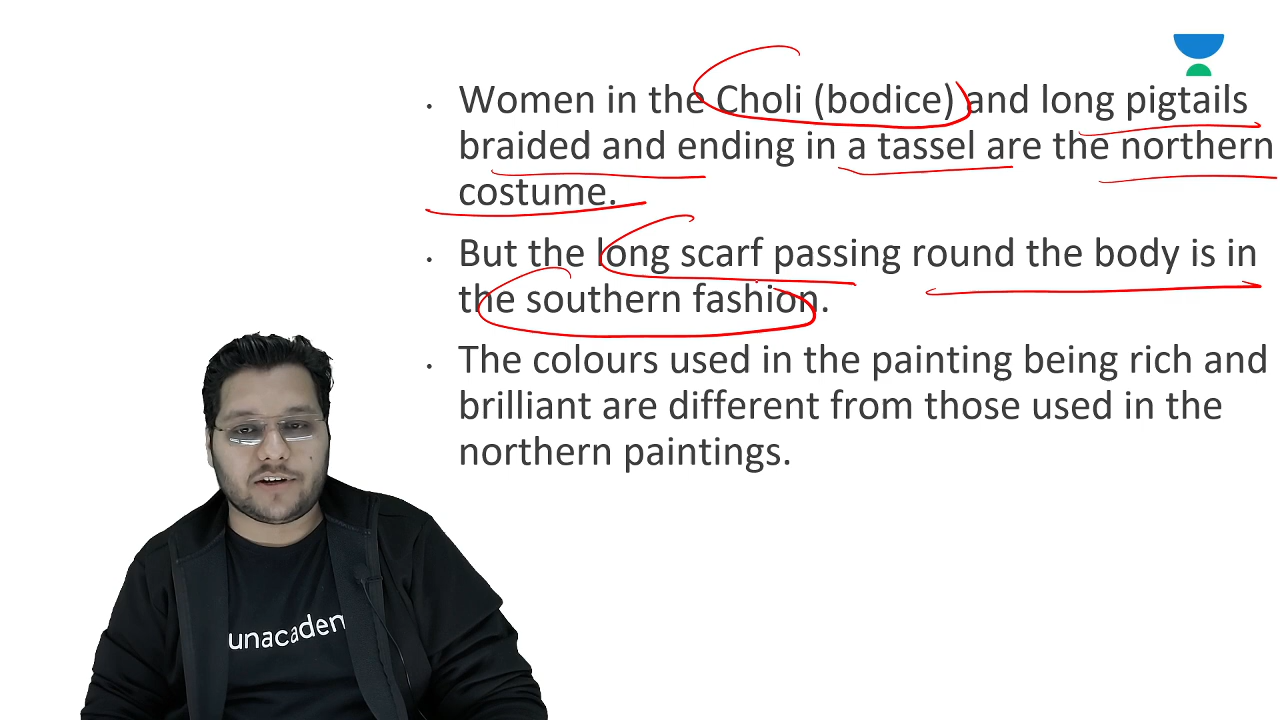 • Women in the Choli (bodice) and long pigtails
braided and ending in a tassel are the northern
costume.
• But the long scarf passing round the body is in
the southern fashion.
• The colours used in the painting being rich and
brilliant are different from those used in the
northern paintings.
unacadem